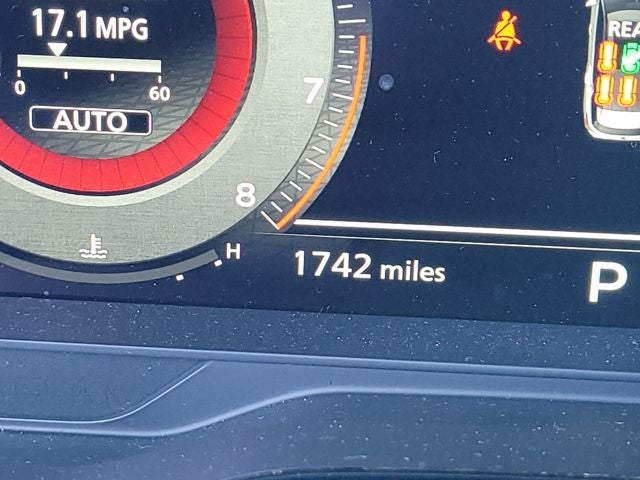 17.1 MPG
0 60
AUTO
7
8
H
1742 miles
P
REA